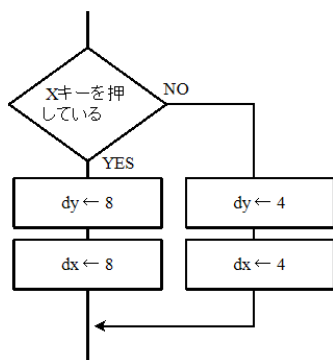 Xキーを押
している
NO
YES
dy ← 8
dy ← 4
dx ← 8
dx ← 4